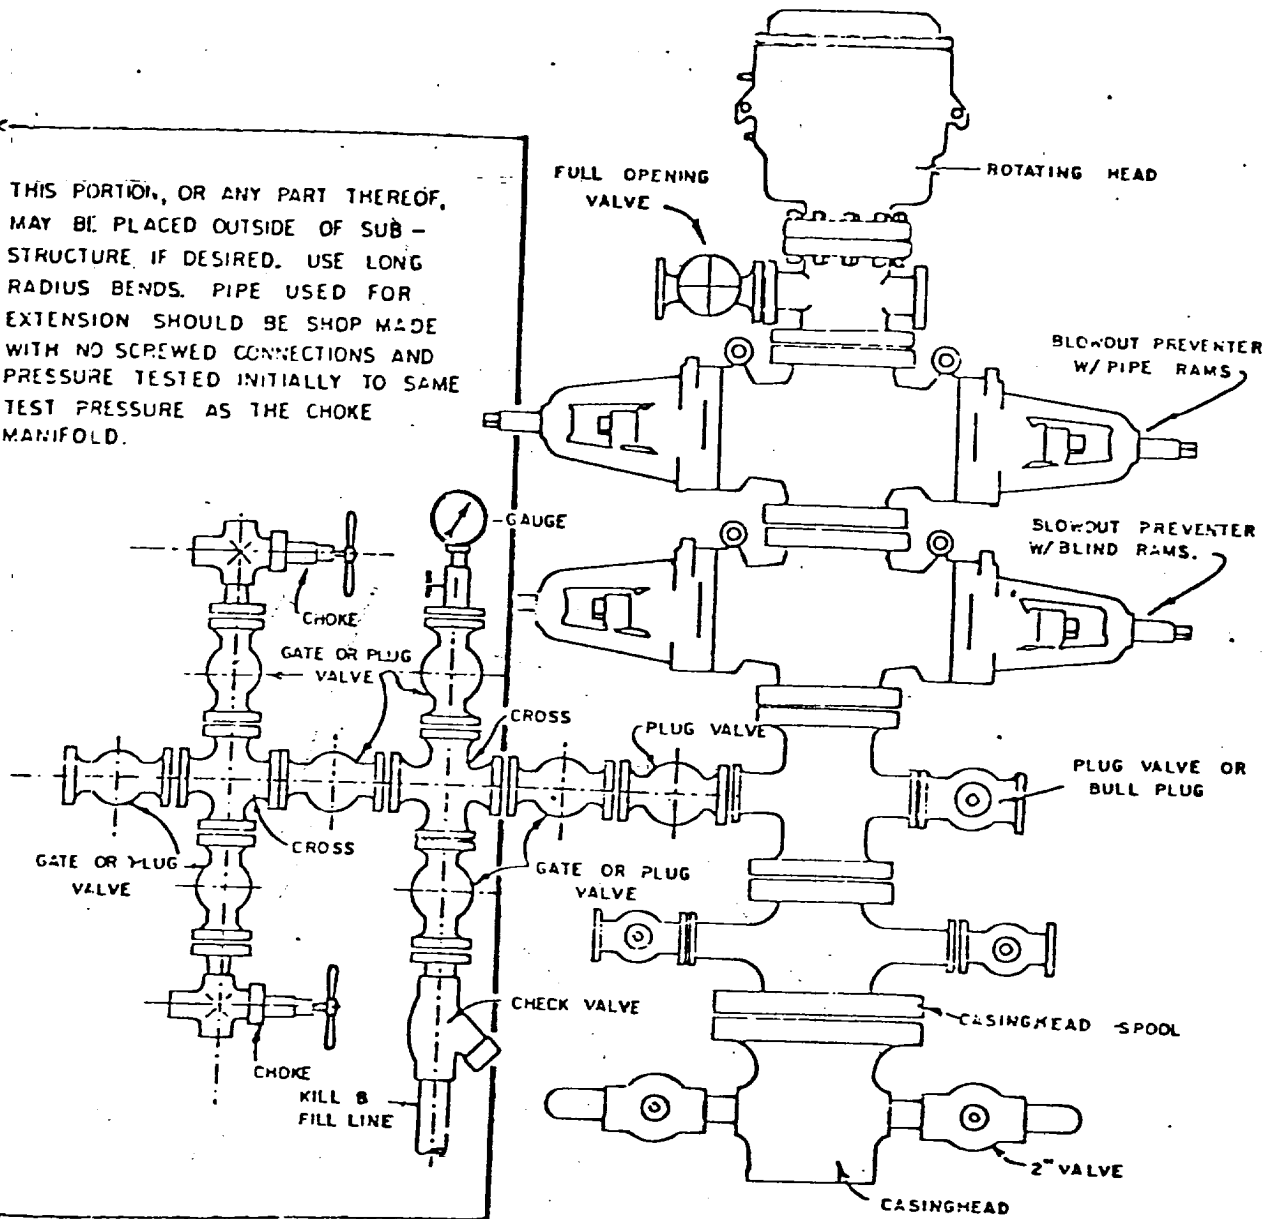 THIS PORTION, OR ANY PART THEREOF,
MAY BE PLACED OUTSIDE OF SUB-
STRUCTURE IF DESIRED. USE LONG
RADIUS BENDS. PIPE USED FOR
EXTENSION SHOULD BE SHOP MADE
WITH NO SCREWED CONNECTIONS AND
PRESSURE TESTED INITIALLY TO SAME
TEST PRESSURE AS THE CHOKE
MANIFOLD.
FULL OPENING
VALVE
ROTATING HEAD
BLOWOUT PREVENTER
W/PIPE RAMS
GAUGE
BLOWOUT PREVENTER
W/BLIND RAMS.
CHOKE
GATE OR PLUG
VALVE
CROSS
PLUG VALVE
PLUG VALVE OR
BULL PLUG
CROSS
GATE OR PLUG
VALVE
GATE OR PLUG
VALVE
CHECK VALVE
CASINGHEAD SPOOL
CHOKE
KILL &
FILL LINE
2" VALVE
CASINGHEAD